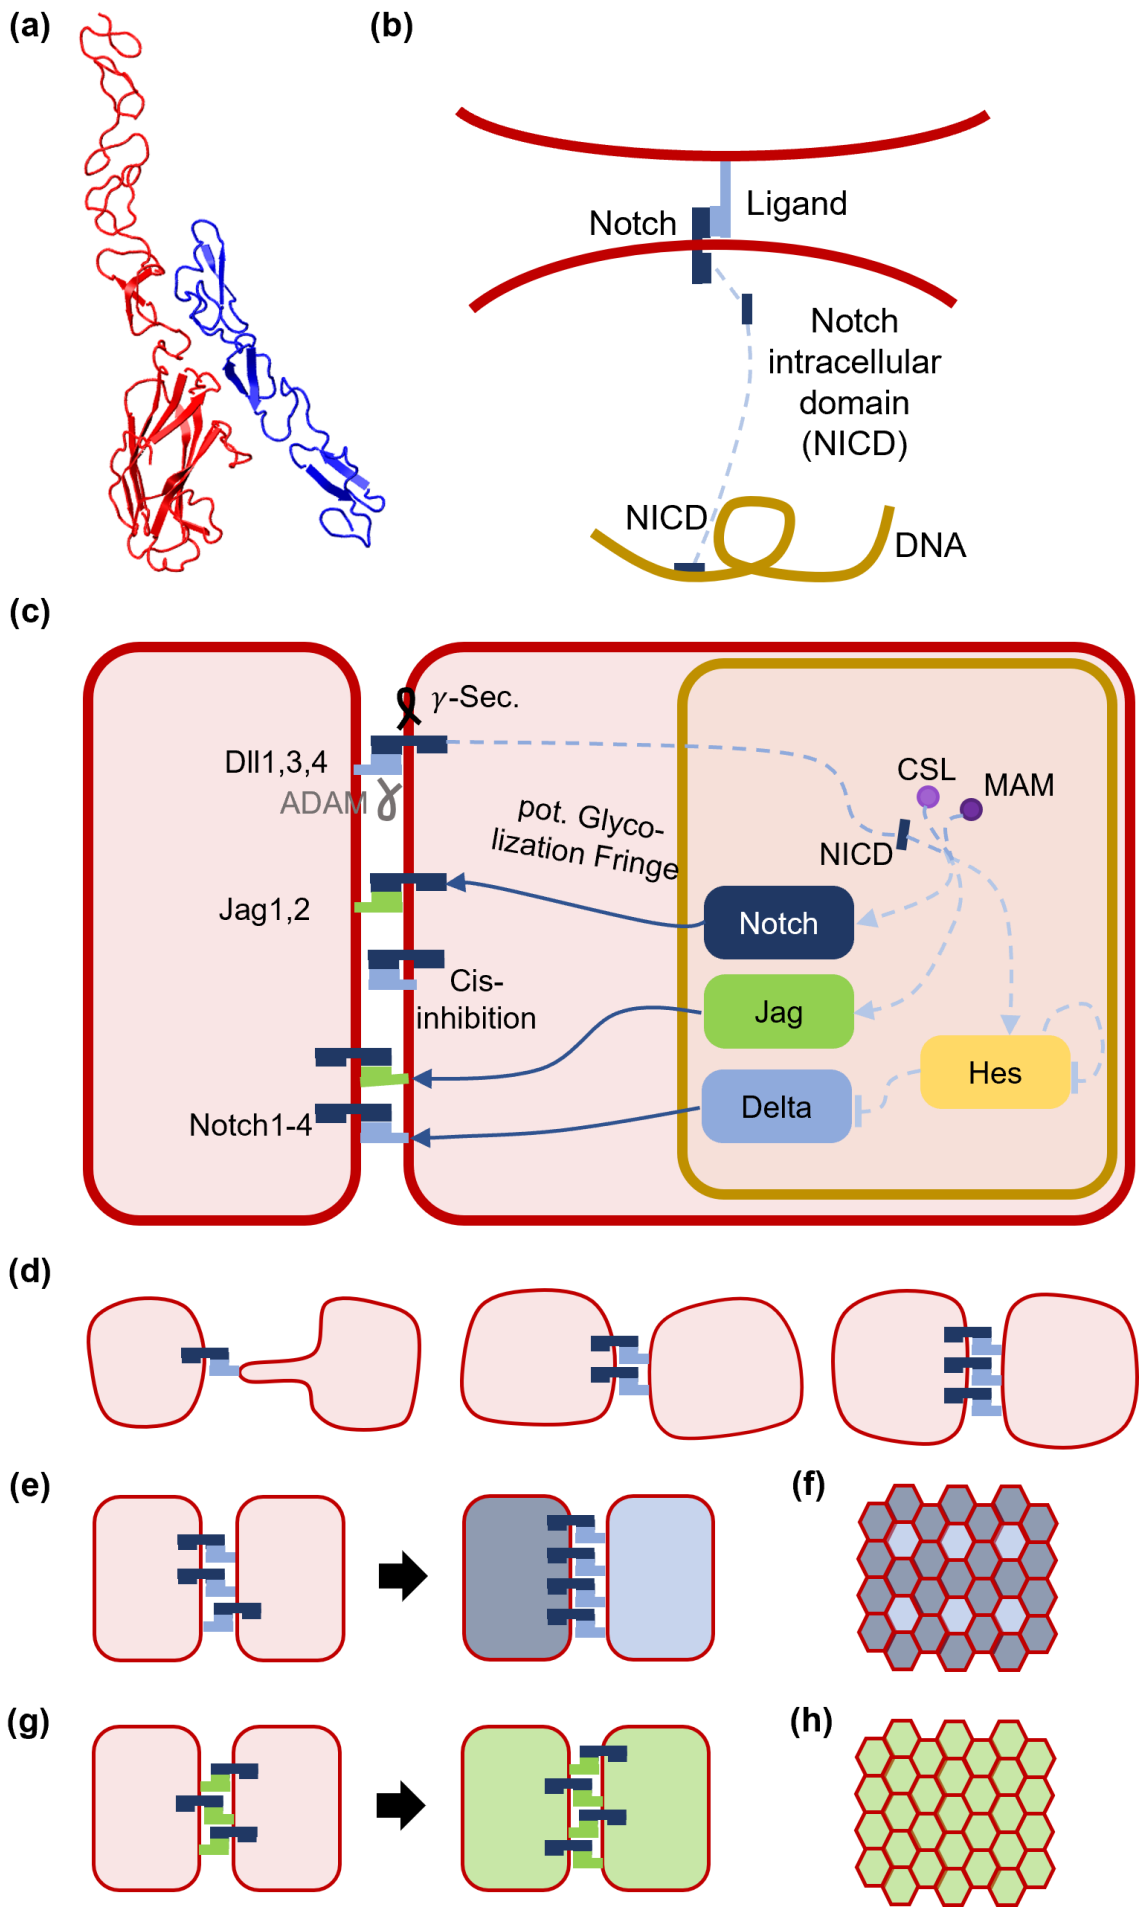 (a)
(b)
Notch
Ligand
Notch
intracellular
domain
(NICD)
NICD
DNA
(c)
γ-Sec.
Dll1,3,4
ADAM
pot. Glyco-
lization Fringe
CSL
MAM
NICD
Jag1,2
Notch
Cis-
inhibition
Jag
Hes
Delta
Notch1-4
(d)
(e)
(f)
(g)
(h)